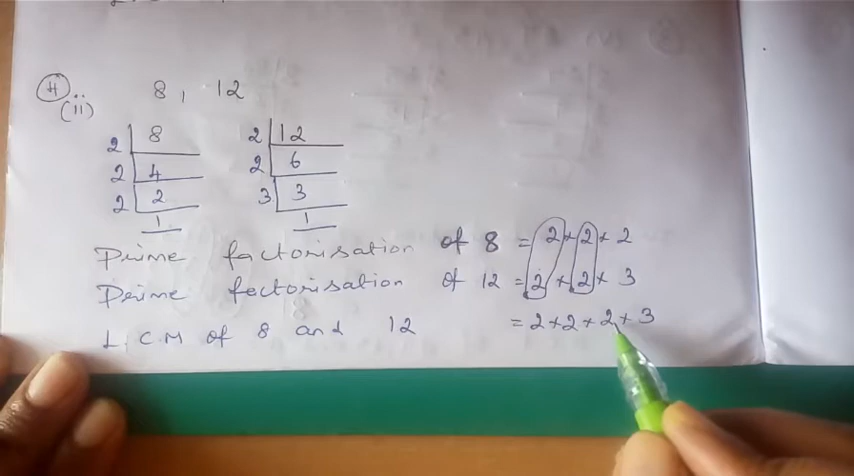 4
(ii) 8, 12
2 8 2 12
2 4 2 6
2 2 3 3
1 1
Prime factorisation of 8 = 2 × 2 × 2
Prime fectorisation of 12 = 2 × 2 × 3
L.C.M of 8 and 12 = 2 × 2 × 2 × 3